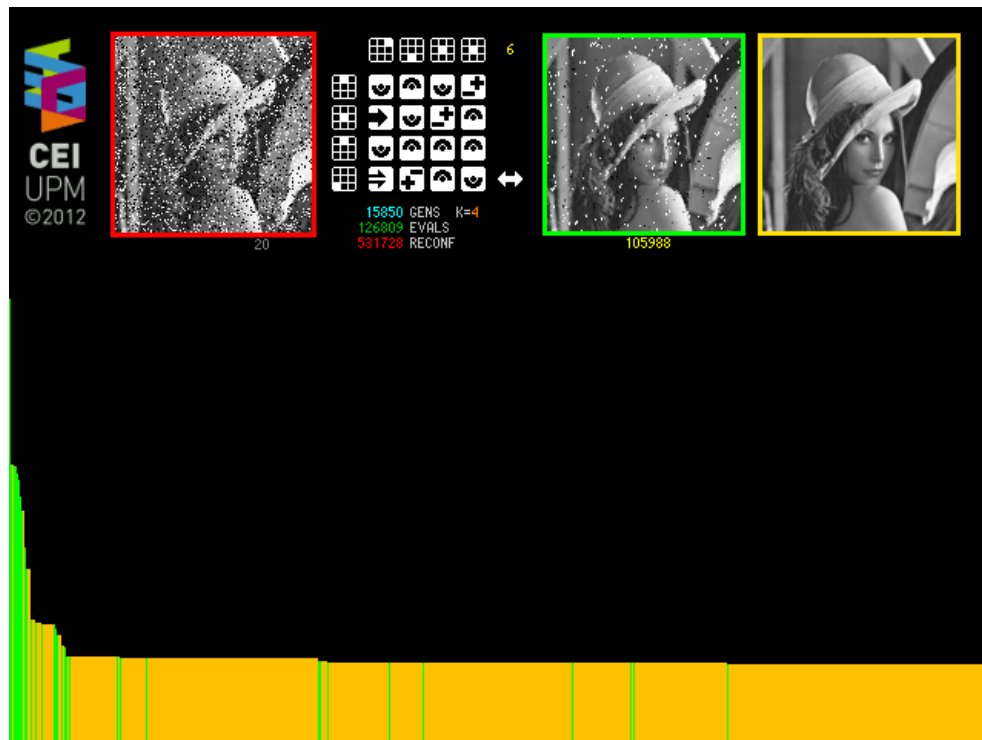 6
CEI
UPM
©2012
15850 GENS K=4
126809 EVALS
531728 RECONF
20
105988